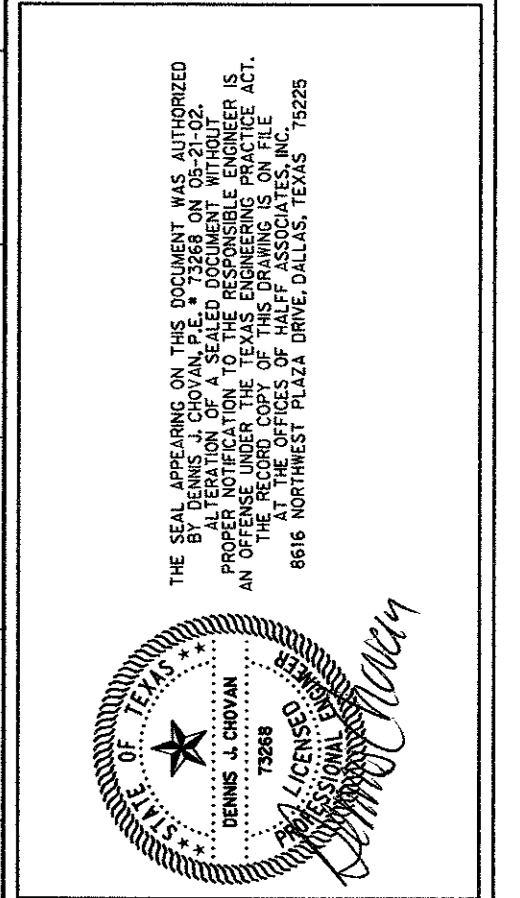 THE SEAL APPEARING ON THIS DOCUMENT WAS AUTHORIZED
BY DENNIS J. CHOVAN, P.E. # 73268 ON 05-21-02.
ALTERATION OF A SEALED DOCUMENT WITHOUT
PROPER NOTIFICATION TO THE RESPONSIBLE ENGINEER IS
AN OFFENSE UNDER THE TEXAS ENGINEERING PRACTICE ACT.
THE RECORD COPY OF THIS DRAWING IS ON FILE
AT THE OFFICES OF HALFF ASSOCIATES, INC.
8616 NORTHWEST PLAZA DRIVE, DALLAS, TEXAS 75225
STATE OF TEXAS
DENNIS J. CHOVAN
73268
LICENSED
PROFESSIONAL ENGINEER
Dennis J Chovan